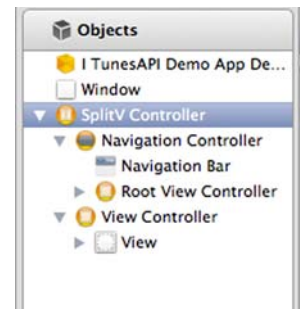 Objects
I TunesAPI Demo App De...
Window
SplitV Controller
Navigation Controller
Navigation Bar
Root View Controller
View Controller
View